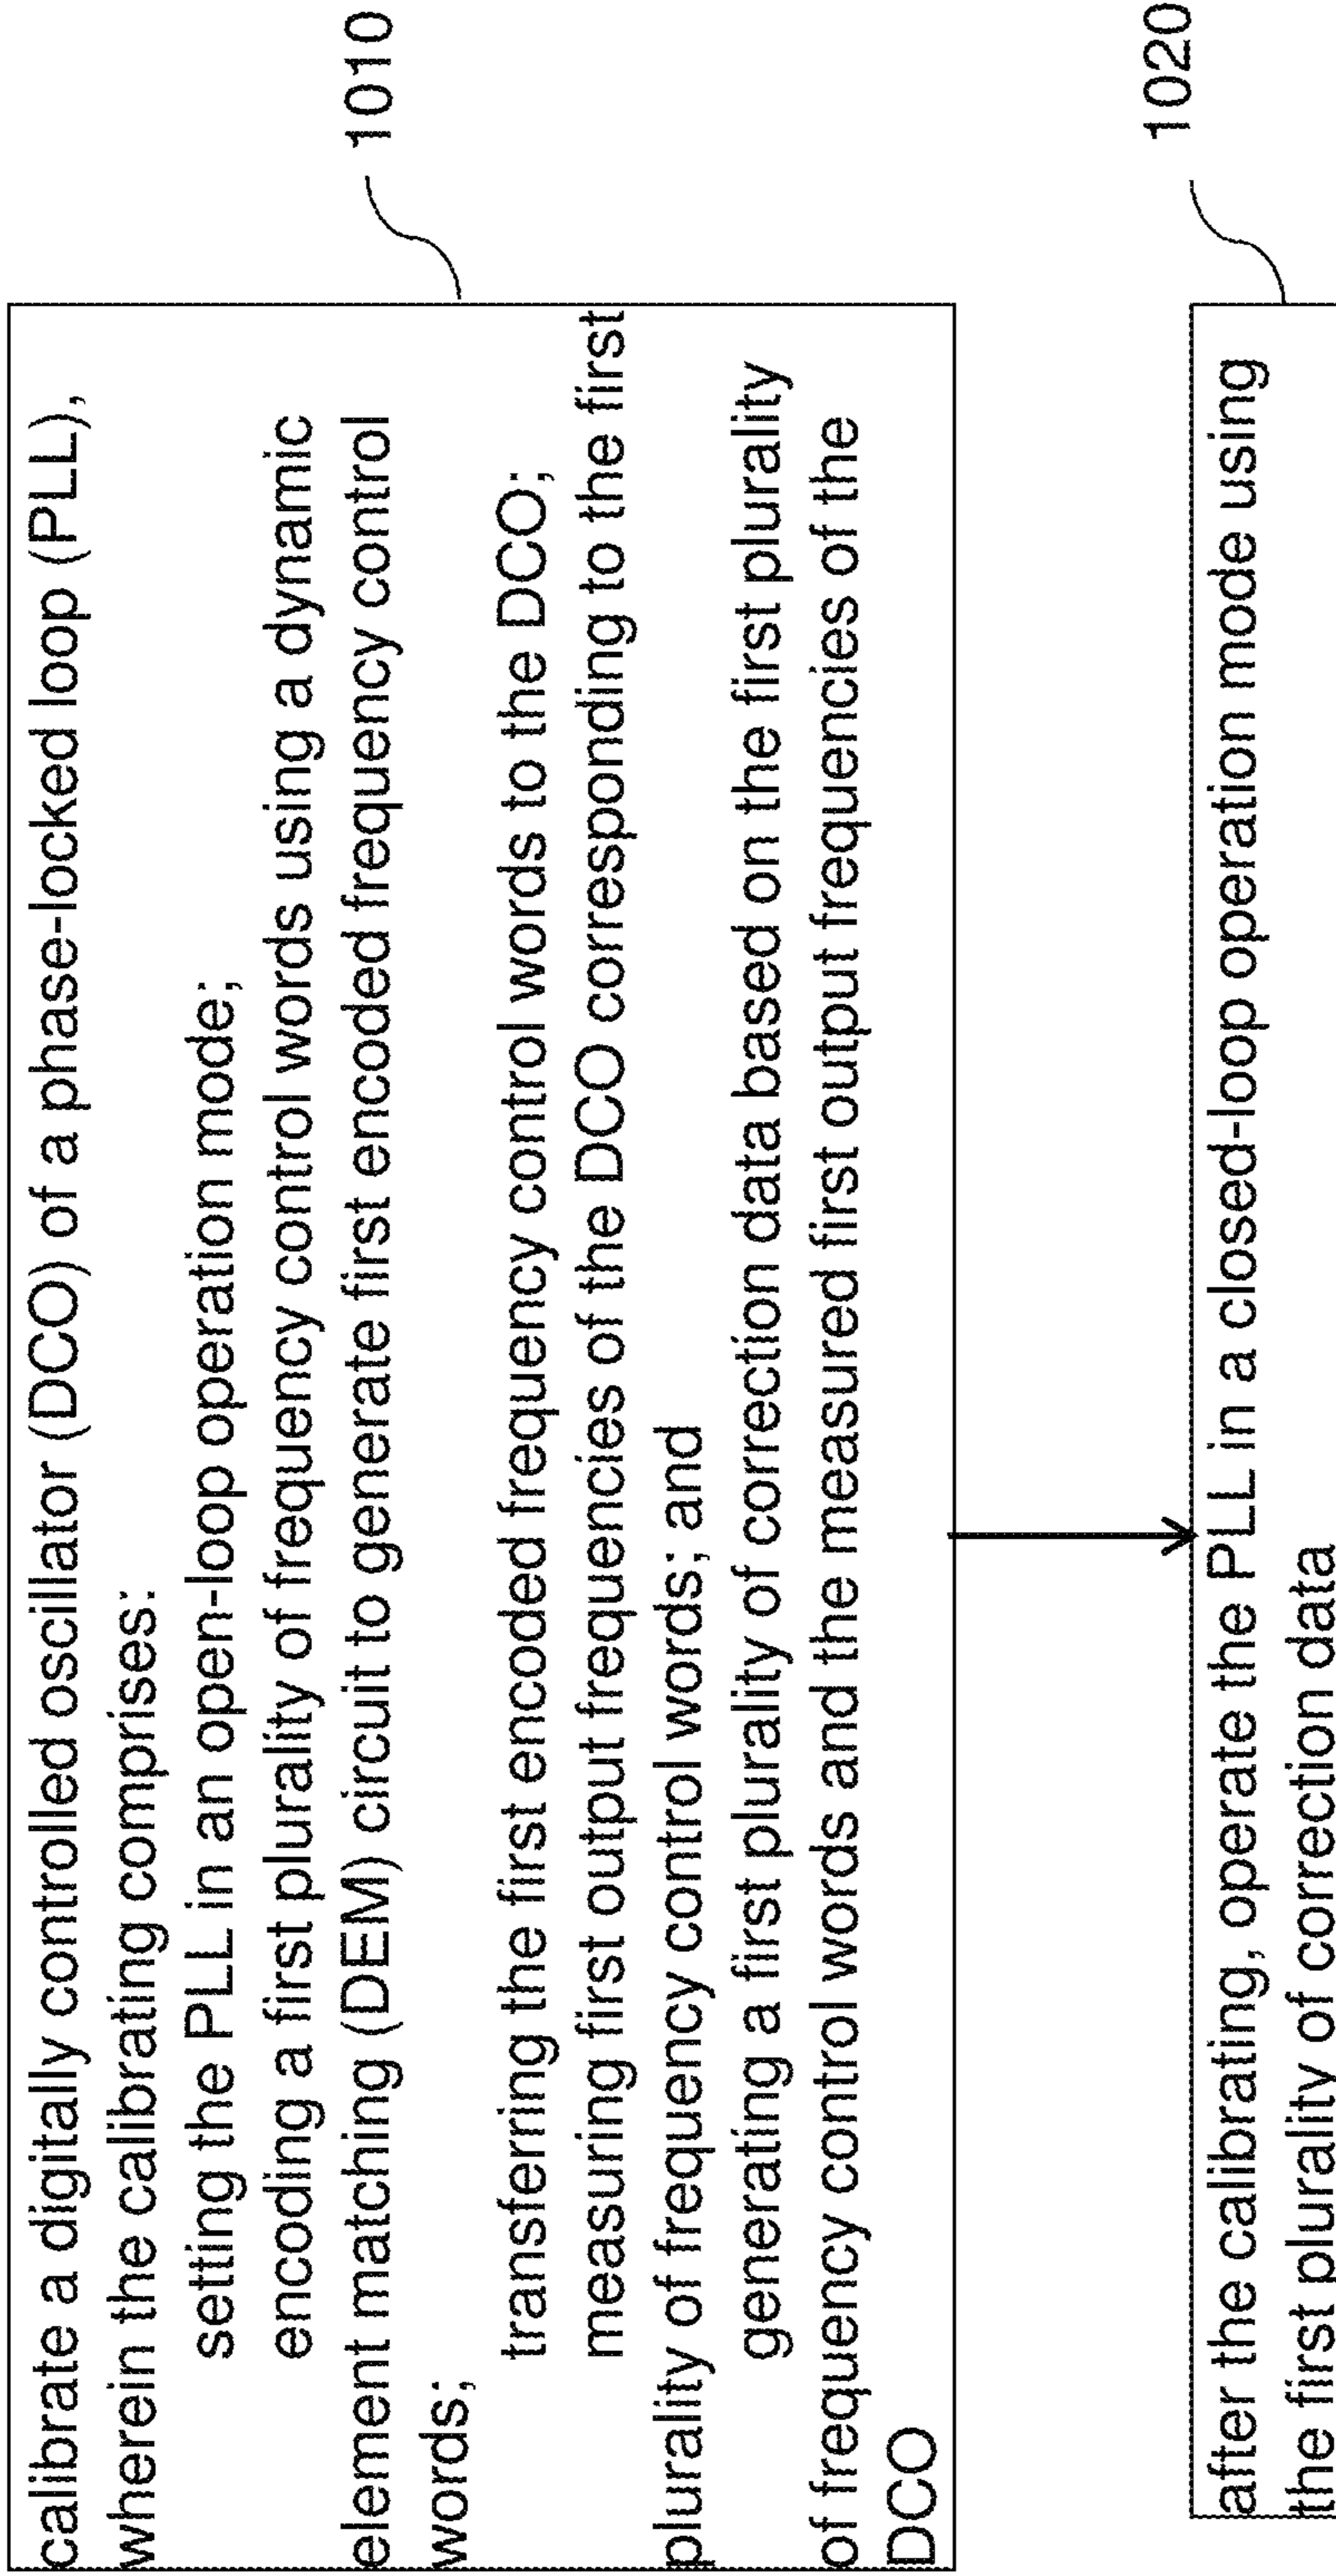 calibrate a digitally controlled oscillator (DCO) of a phase-locked loop (PLL),
wherein the calibrating comprises:
setting the PLL in an open-loop operation mode;
encoding a first plurality of frequency control words using a dynamic
element matching (DEM) circuit to generate first encoded frequency control
words;
transferring the first encoded frequency control words to the DCO;
measuring first output frequencies of the DCO corresponding to the first
plurality of frequency control words; and
generating a first plurality of correction data based on the first plurality
of frequency control words and the measured first output frequencies of the
DCO
1010
after the calibrating, operate the PLL in a closed-loop operation mode using
the first plurality of correction data
1020